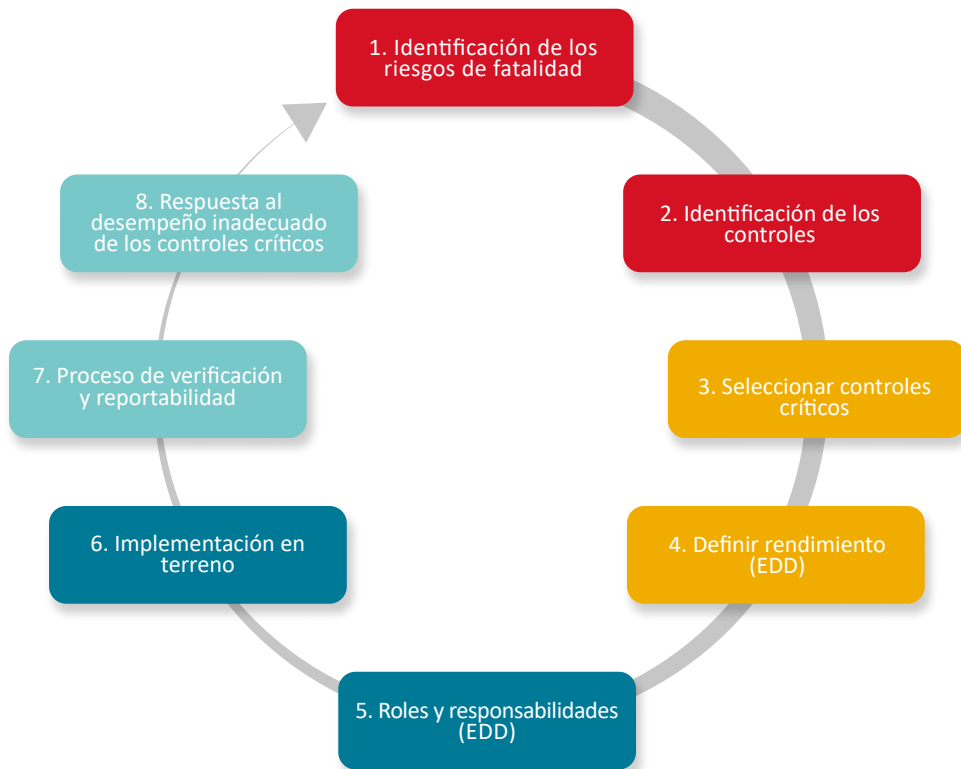 1. Identificación de los
riesgos de fatalidad
2. Identificación de los
controles
3. Seleccionar controles
críticos
4. Definir rendimiento
(EDD)
5. Roles y responsabilidades
(EDD)
6. Implementación en
terreno
7. Proceso de verificación
y reportabilidad
8. Respuesta al
desempeño inadecuado
de los controles críticos